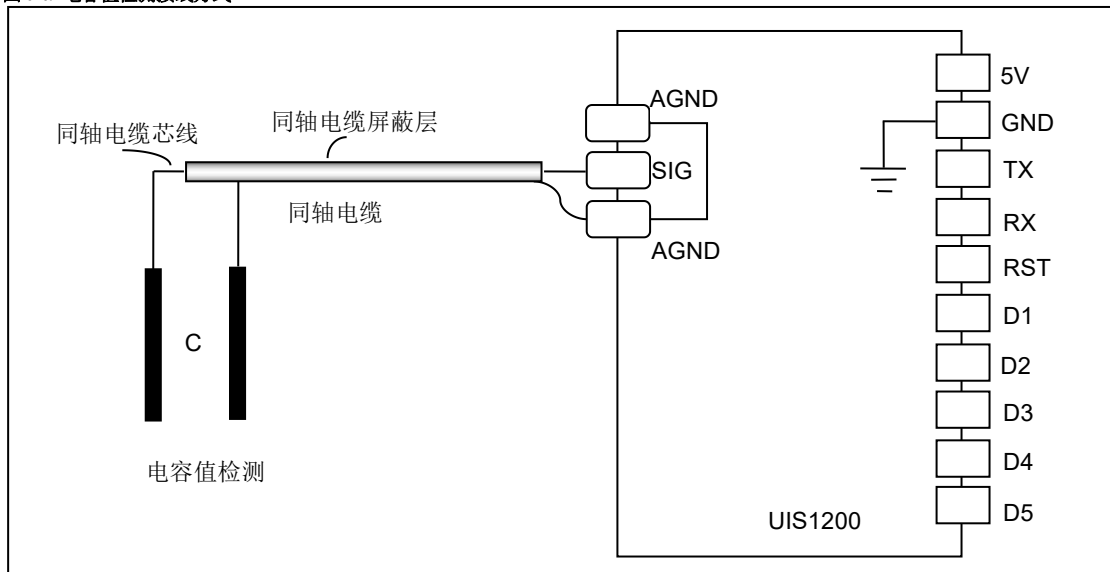 AGND
5V
同轴电缆芯线
同轴电缆屏蔽层
GND
SIG
TX
同轴电缆
RX
AGND
RST
D1
C
D2
D3
电容值检测
D4
UIS1200
D5